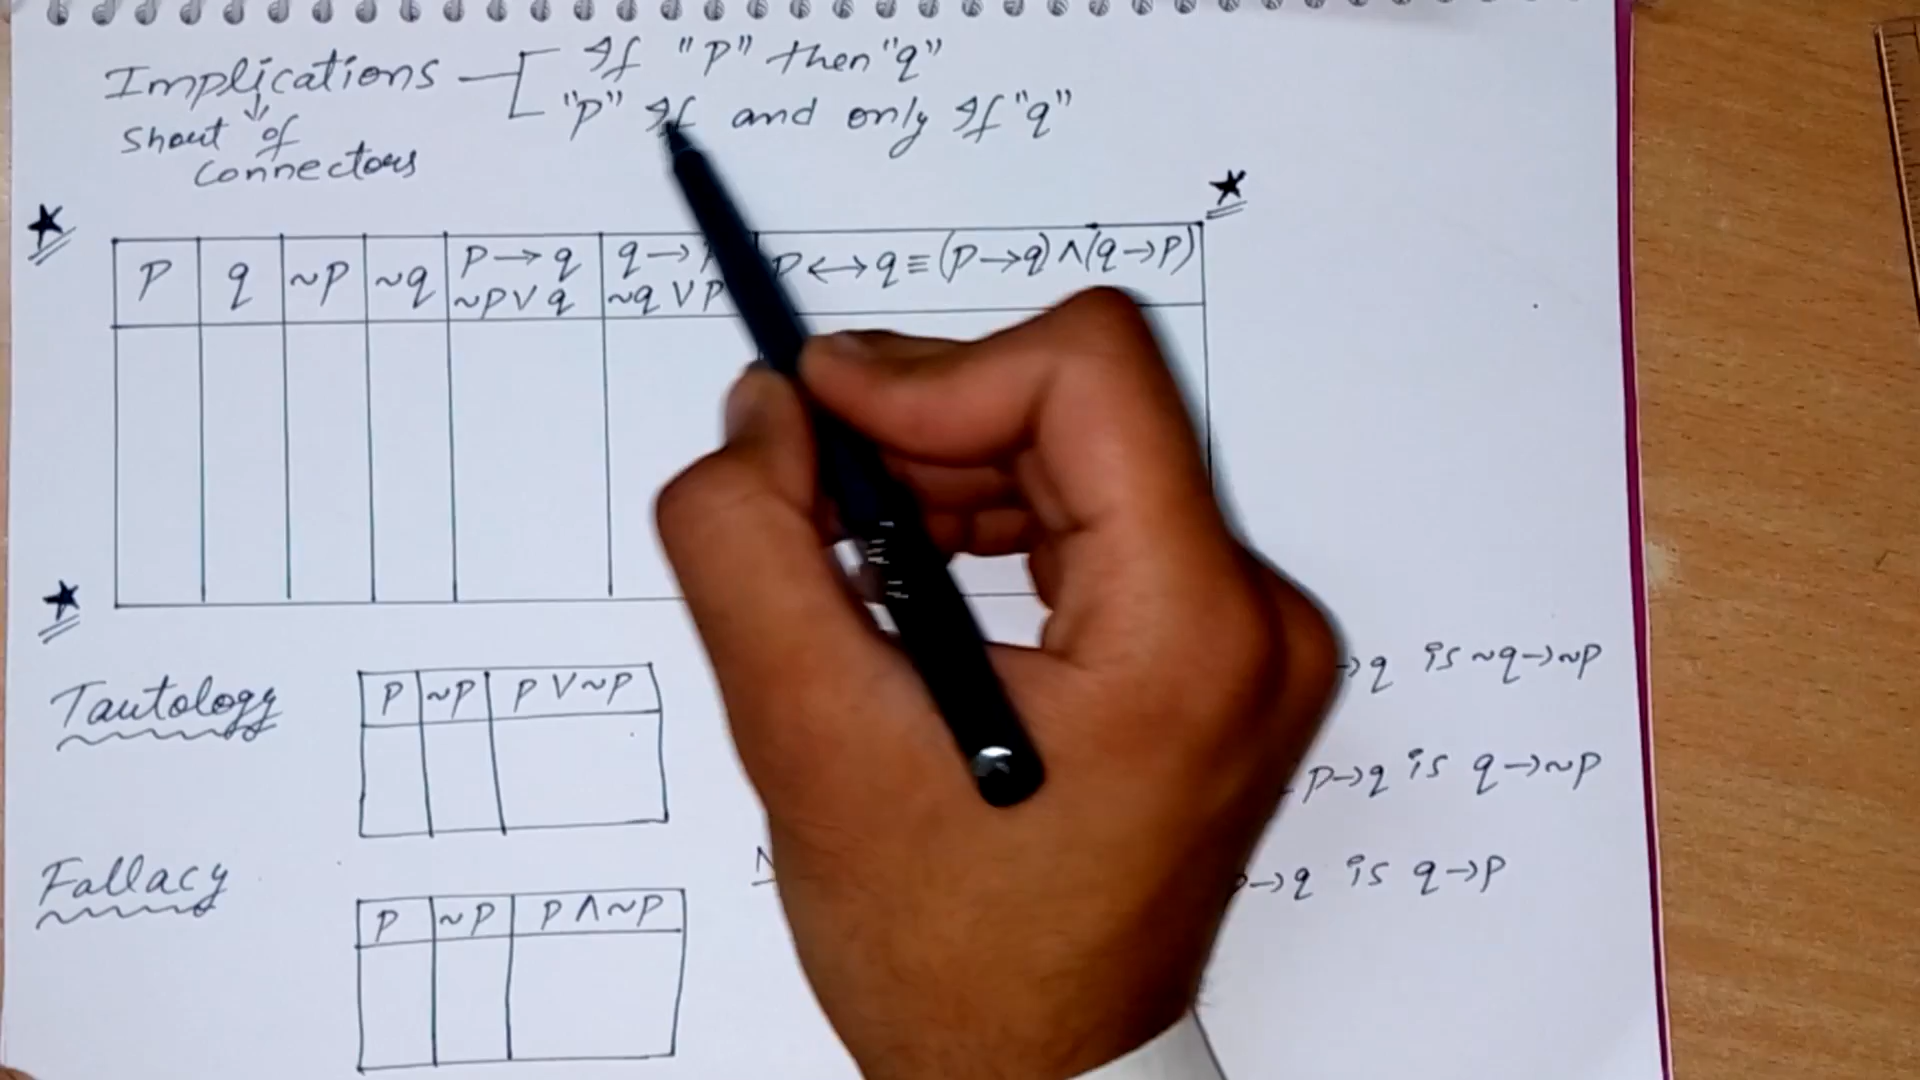 Implications If "p" then "q"
"p" If and only If "q"
Short of
Connectors
p q ~p ~q p→q q→ p↔q≡(p→q)∧(q→p)
~p∨q ~q∨p
Tautology p ~p p∨~p
→q is ~q→~p
p→q is q→~p
Fallacy p ~p p∧~p
p→q is q→p